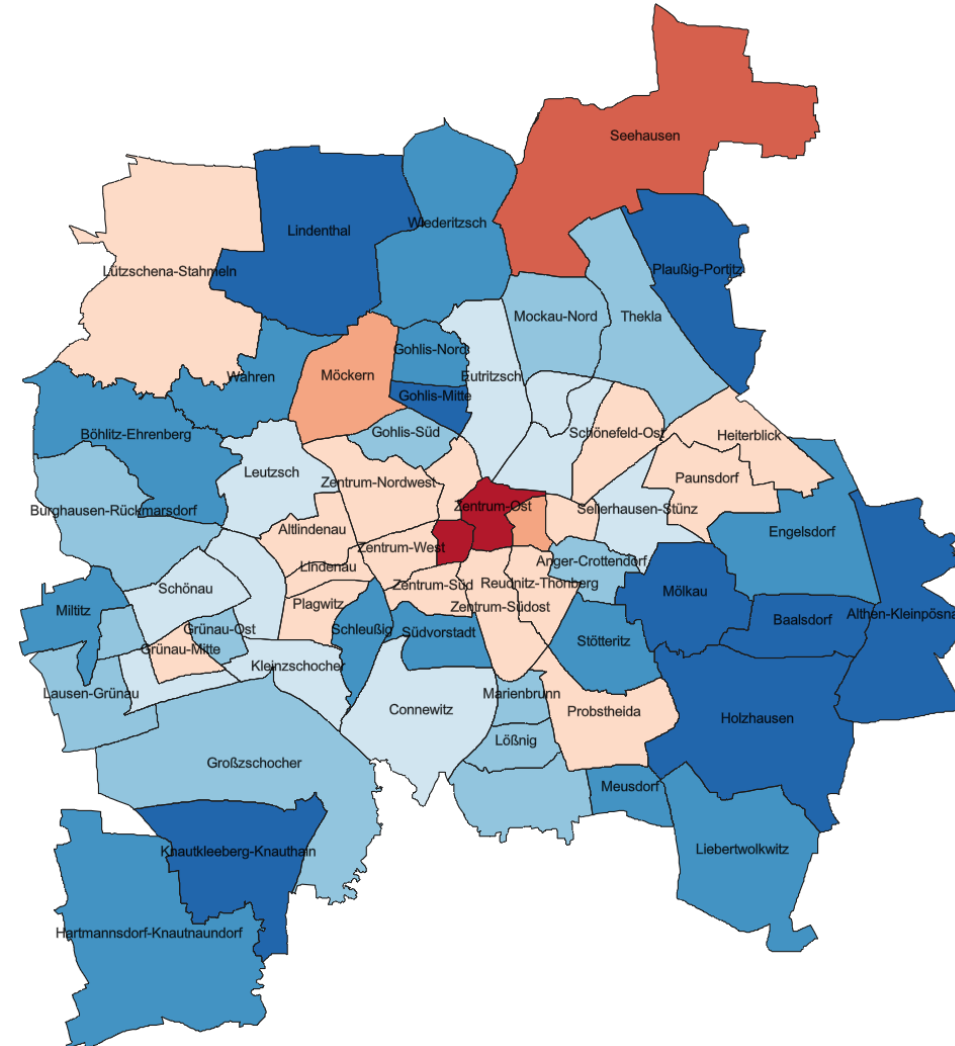 Seehausen
Wiederitzsch
Lindenthal
Lützschena-Stahmeln
Plaußig-Portitz
Mockau-Nord
Thekla
Gohlis-Nord
Möckern
Wahren
Eutritzsch
Gohlis-Mitte
Gohlis-Süd
Schönefeld-Ost
Heiterblick
Böhlitz-Ehrenberg
Leutzsch
Zentrum-Nordwest
Paunsdorf
Burghausen-Rückmarsdorf
Zentrum-Ost
Sellerhausen-Stünz
Altlindenau
Engelsdorf
Zentrum-West
Anger-Crottendorf
Lindenau
Schönau
Zentrum-Süd
Reudnitz-Thonberg
Mölkau
Miltitz
Plagwitz
Zentrum-Südost
Baalsdorf
Althen-Kleinpösna
Grünau-Ost
Schleußig
Südvorstadt
Stötteritz
Grünau-Mitte
Kleinzschocher
Lausen-Grünau
Marienbrunn
Connewitz
Probstheida
Holzhausen
Lößnig
Großzschocher
Meusdorf
Liebertwolkwitz
Knautkleeberg-Knauthain
Hartmannsdorf-Knautnaundorf